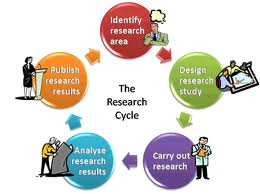 Identify
research
area
Design
research
study
Carry out
research
Analyse
research
results
Publish
research
results
The
Research
Cycle